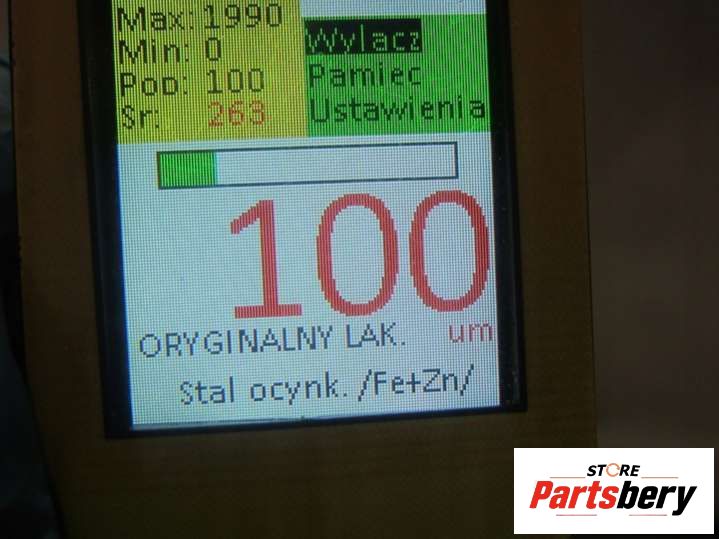 Max: 1990
Min: 0
Pop: 100
Sr: 263
Wylacz
Pamiec
Ustawienia
100
um
ORYGINALNY LAK.
Stal ocynk. /Fe+Zn/
STORE
Partsbery